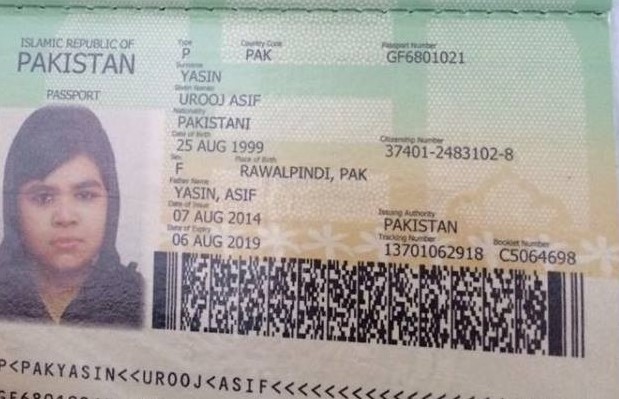 ISLAMIC REPUBLIC OF
PAKISTAN
PASSPORT
Type Country Code Passport Number
P PAK GF6801021
Surname
YASIN
Given Names
UROOJ ASIF
Nationality
PAKISTANI
Date of Birth Citizenship Number
25 AUG 1999 37401-2483102-8
Sex Place of Birth
F RAWALPINDI, PAK
Father Name
YASIN, ASIF
Date of Issue Issuing Authority
07 AUG 2014 PAKISTAN
Date of Expiry Tracking Number Booklet Number
06 AUG 2019 13701062918 C5064698
P<PAKYASIN<<UROOJ<ASIF<<<<<<<<<<<<<<<<<